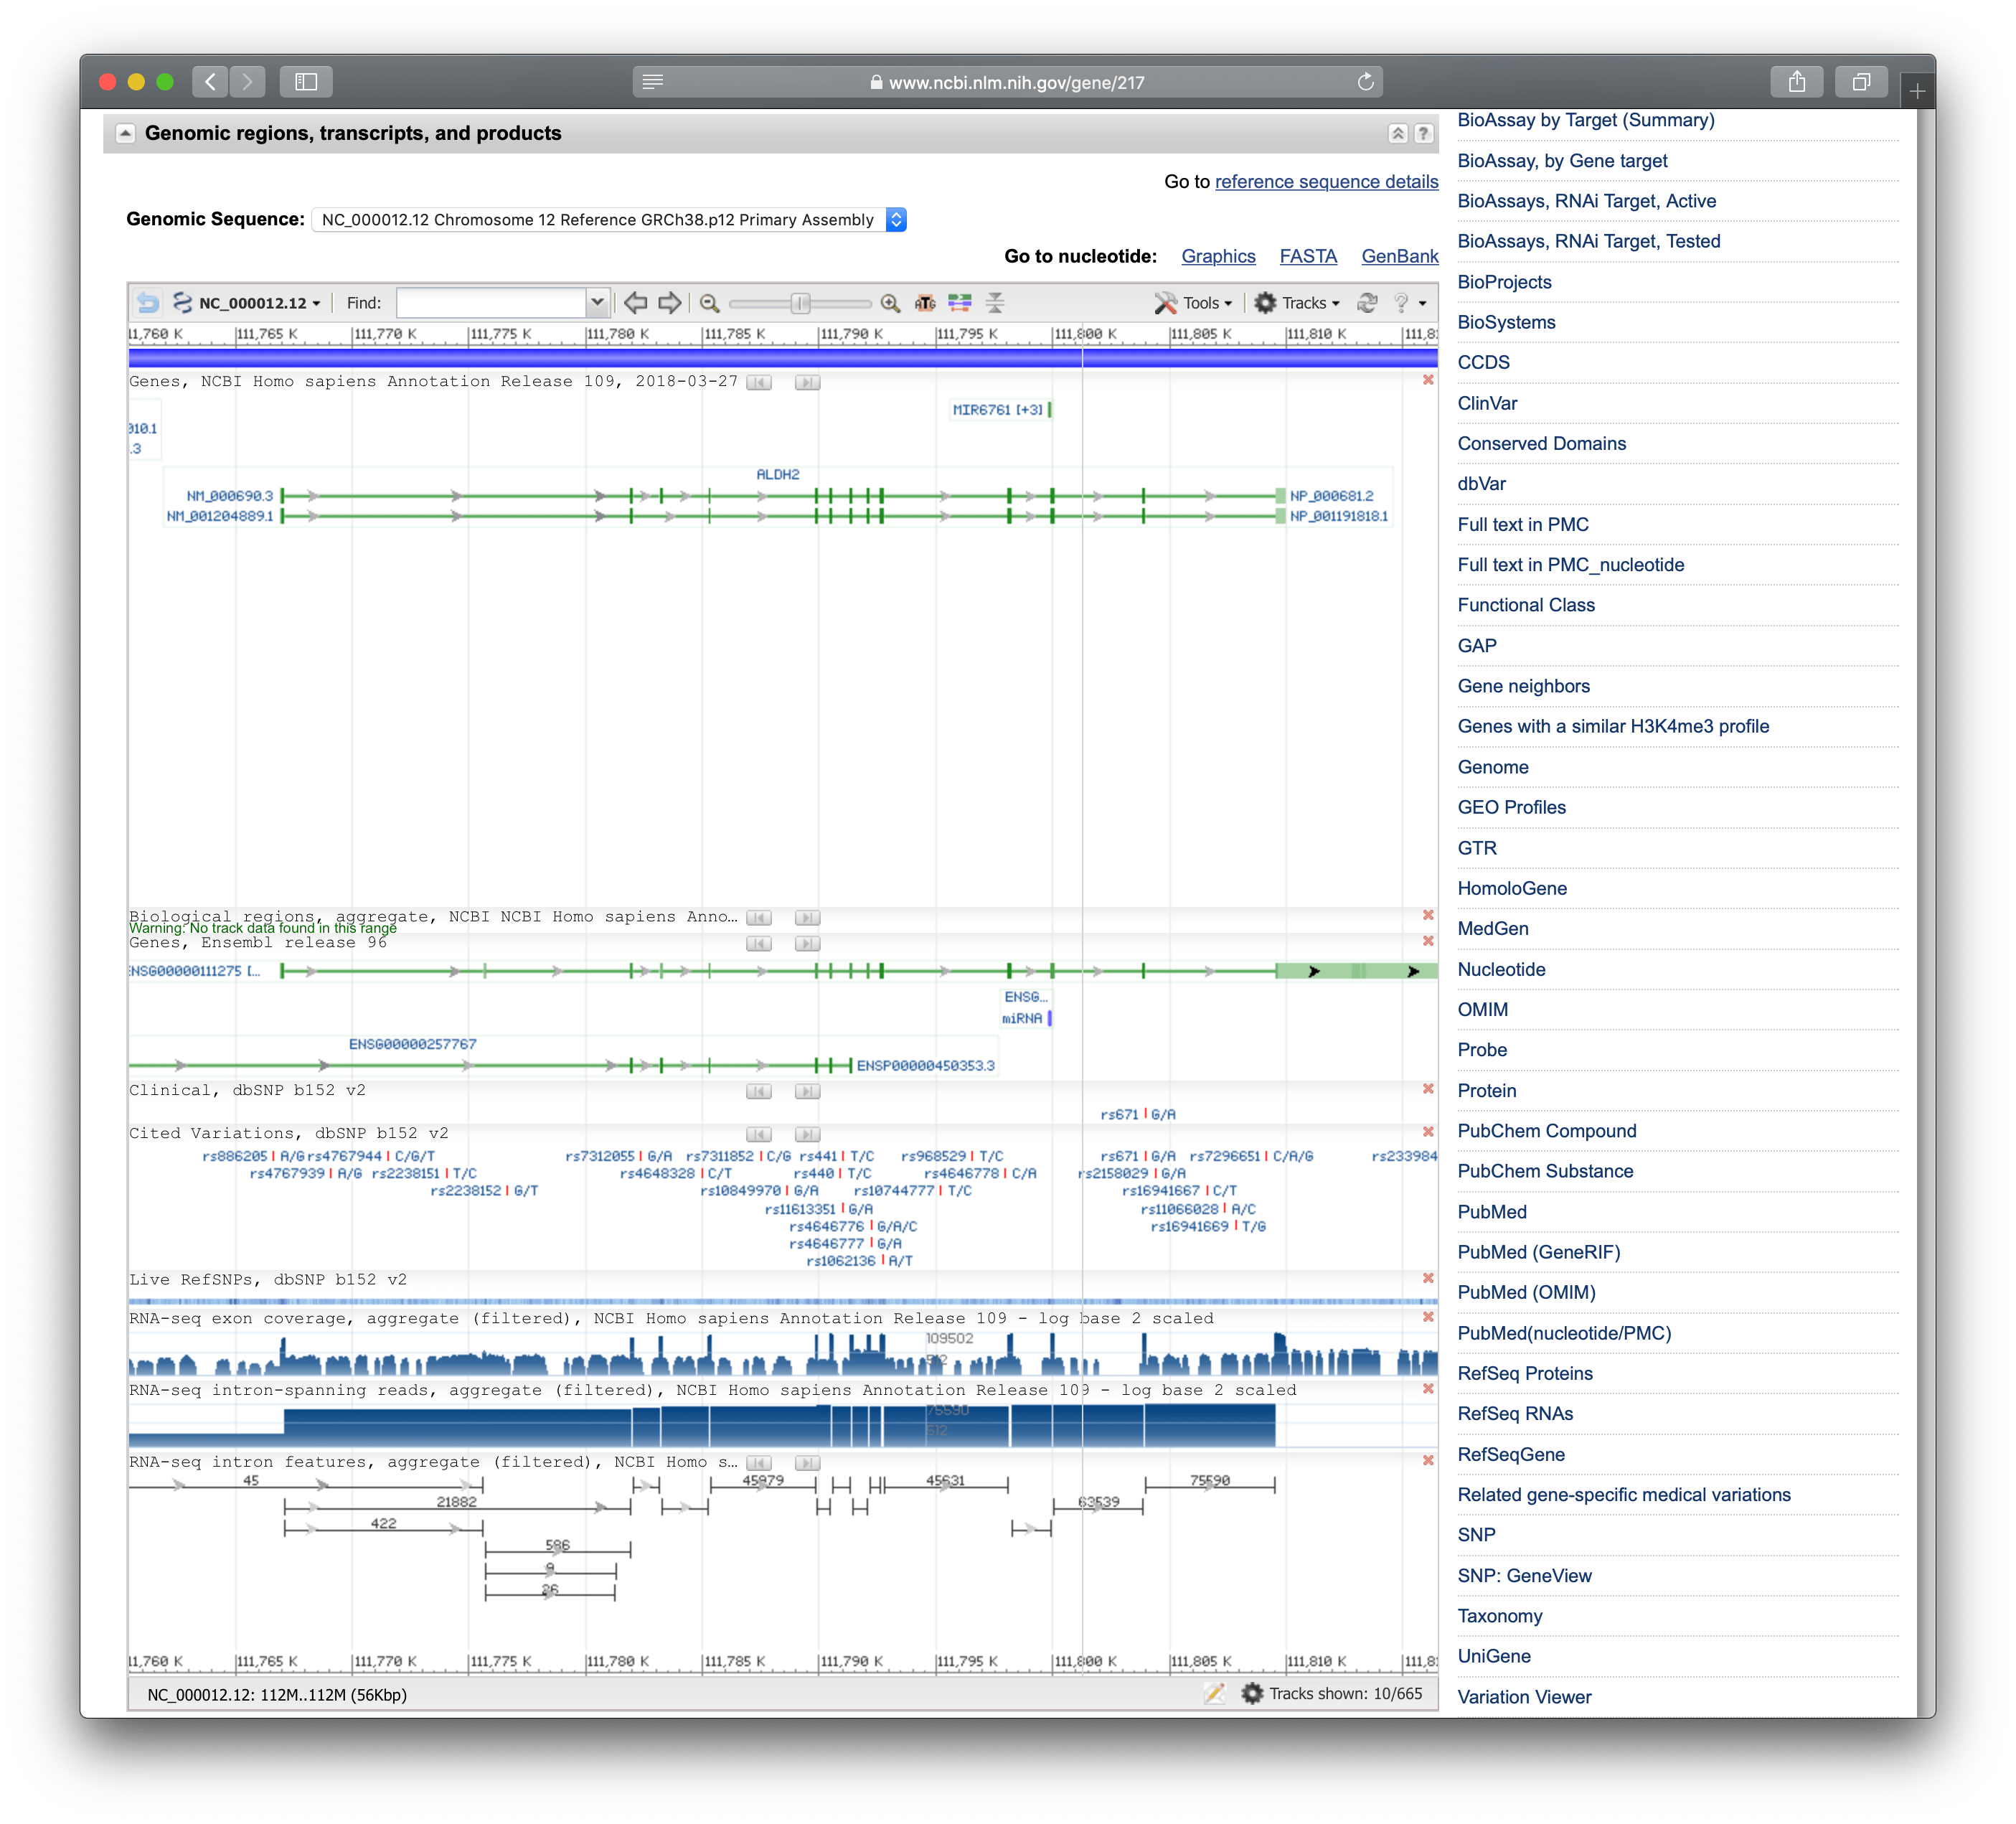 www.ncbi.nlm.nih.gov/gene/217
Genomic regions, transcripts, and products
Go to reference sequence details
Genomic Sequence: NC_000012.12 Chromosome 12 Reference GRCh38.p12 Primary Assembly
Go to nucleotide: Graphics FASTA GenBank
NC_000012.12 Find: Tools Tracks ?
11,760 K 111,765 K 111,770 K 111,775 K 111,780 K 111,785 K 111,790 K 111,795 K 111,800 K 111,805 K 111,810 K 111,81
Genes, NCBI Homo sapiens Annotation Release 109, 2018-03-27
MIR6761 [+3]
010.1
.3
ALDH2
NM_000690.3 NP_000681.2
NM_001204889.1 NP_001191818.1
Biological regions, aggregate, NCBI NCBI Homo sapiens Anno...
Warning: No track data found in this range
Genes, Ensembl release 96
ENSG00000111275 [...
ENSG...
miRNA
ENSG00000257767
ENSP00000450353.3
Clinical, dbSNP b152 v2
rs671 G/A
Cited Variations, dbSNP b152 v2
rs886205 A/G rs4767944 C/G/T rs7312055 G/A rs7311852 C/G rs441 T/C rs968529 T/C rs671 G/A rs7296651 C/A/G rs233984
rs4767939 A/G rs2238151 T/C rs4648328 C/T rs440 T/C rs4646778 C/A rs2158029 G/A
rs2238152 G/T rs10849970 G/A rs10744777 T/C rs16941667 C/T
rs11613351 G/A rs11066028 A/C
rs4646776 G/A/C rs16941669 T/G
rs4646777 G/A
rs1062136 A/T
Live RefSNPs, dbSNP b152 v2
RNA-seq exon coverage, aggregate (filtered), NCBI Homo sapiens Annotation Release 109 - log base 2 scaled
109502
512
RNA-seq intron-spanning reads, aggregate (filtered), NCBI Homo sapiens Annotation Release 109 - log base 2 scaled
75590
512
RNA-seq intron features, aggregate (filtered), NCBI Homo s...
45 45979 45631 75590
21882 63539
422
586
9
26
11,760 K 111,765 K 111,770 K 111,775 K 111,780 K 111,785 K 111,790 K 111,795 K 111,800 K 111,805 K 111,810 K 111,81
NC_000012.12: 112M..112M (56Kbp) Tracks shown: 10/665
BioAssay by Target (Summary)
BioAssay, by Gene target
BioAssays, RNAi Target, Active
BioAssays, RNAi Target, Tested
BioProjects
BioSystems
CCDS
ClinVar
Conserved Domains
dbVar
Full text in PMC
Full text in PMC_nucleotide
Functional Class
GAP
Gene neighbors
Genes with a similar H3K4me3 profile
Genome
GEO Profiles
GTR
HomoloGene
MedGen
Nucleotide
OMIM
Probe
Protein
PubChem Compound
PubChem Substance
PubMed
PubMed (GeneRIF)
PubMed (OMIM)
PubMed(nucleotide/PMC)
RefSeq Proteins
RefSeq RNAs
RefSeqGene
Related gene-specific medical variations
SNP
SNP: GeneView
Taxonomy
UniGene
Variation Viewer